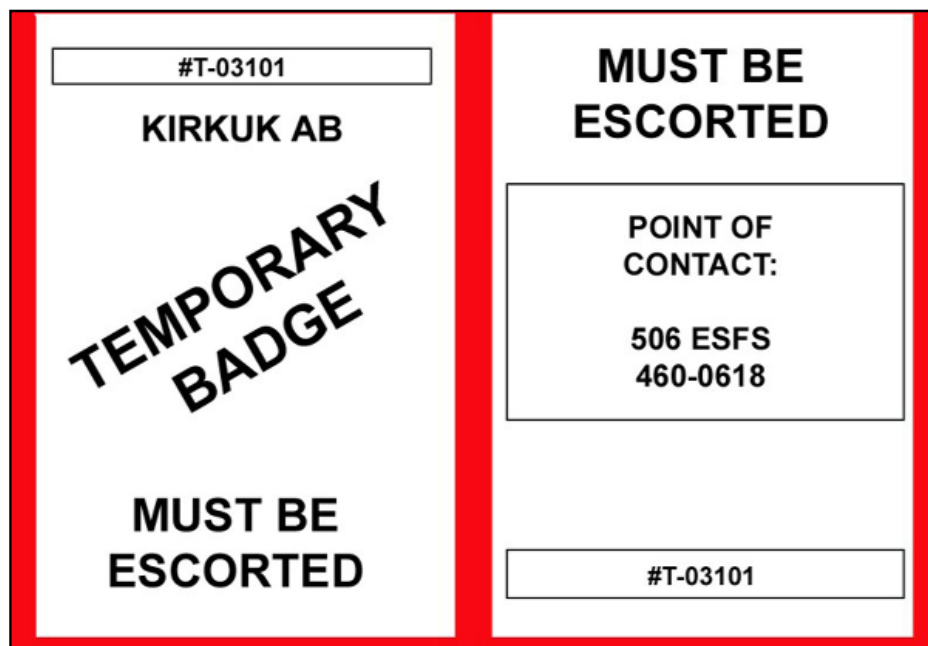 #T-03101
KIRKUK AB
TEMPORARY
BADGE
MUST BE
ESCORTED
MUST BE
ESCORTED
POINT OF
CONTACT:
506 ESFS
460-0618
#T-03101